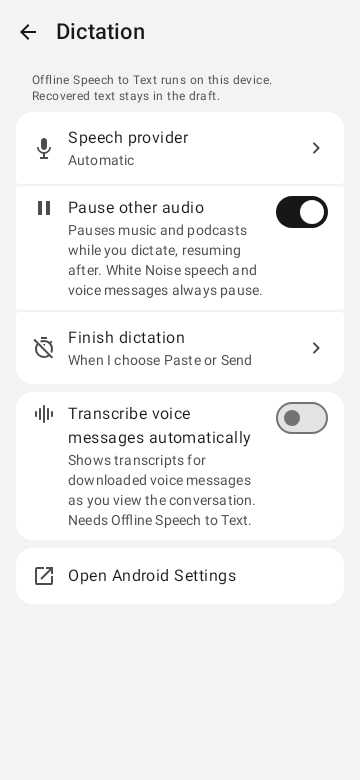 Dictation
Offline Speech to Text runs on this device.
Recovered text stays in the draft.
Speech provider
Automatic
Pause other audio
Pauses music and podcasts
while you dictate, resuming
after. White Noise speech and
voice messages always pause.
Finish dictation
When I choose Paste or Send
Transcribe voice
messages automatically
Shows transcripts for
downloaded voice messages
as you view the conversation.
Needs Offline Speech to Text.
Open Android Settings